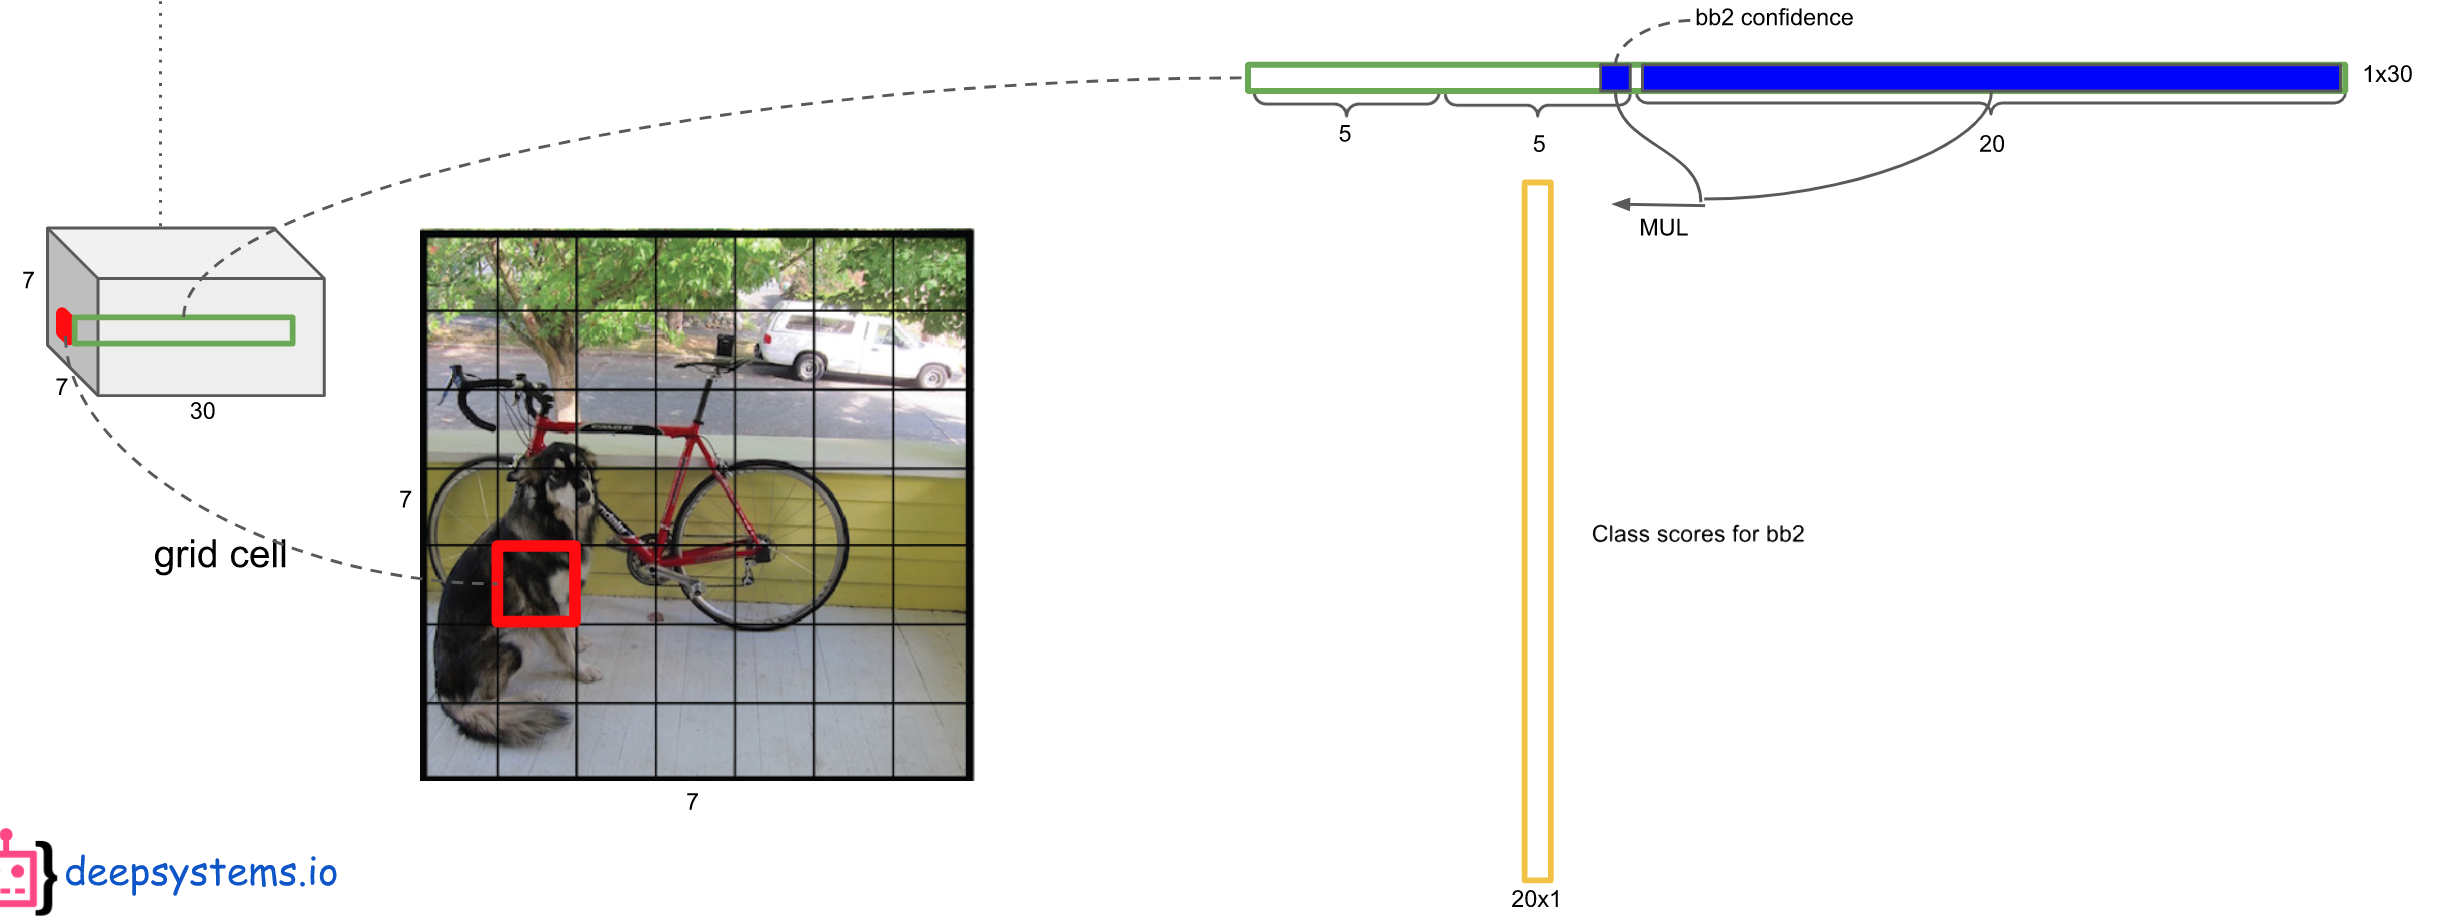 bb2 confidence
1x30
5
5
20
MUL
7
7
30
grid cell
7
7
Class scores for bb2
20x1
deepsystems.io